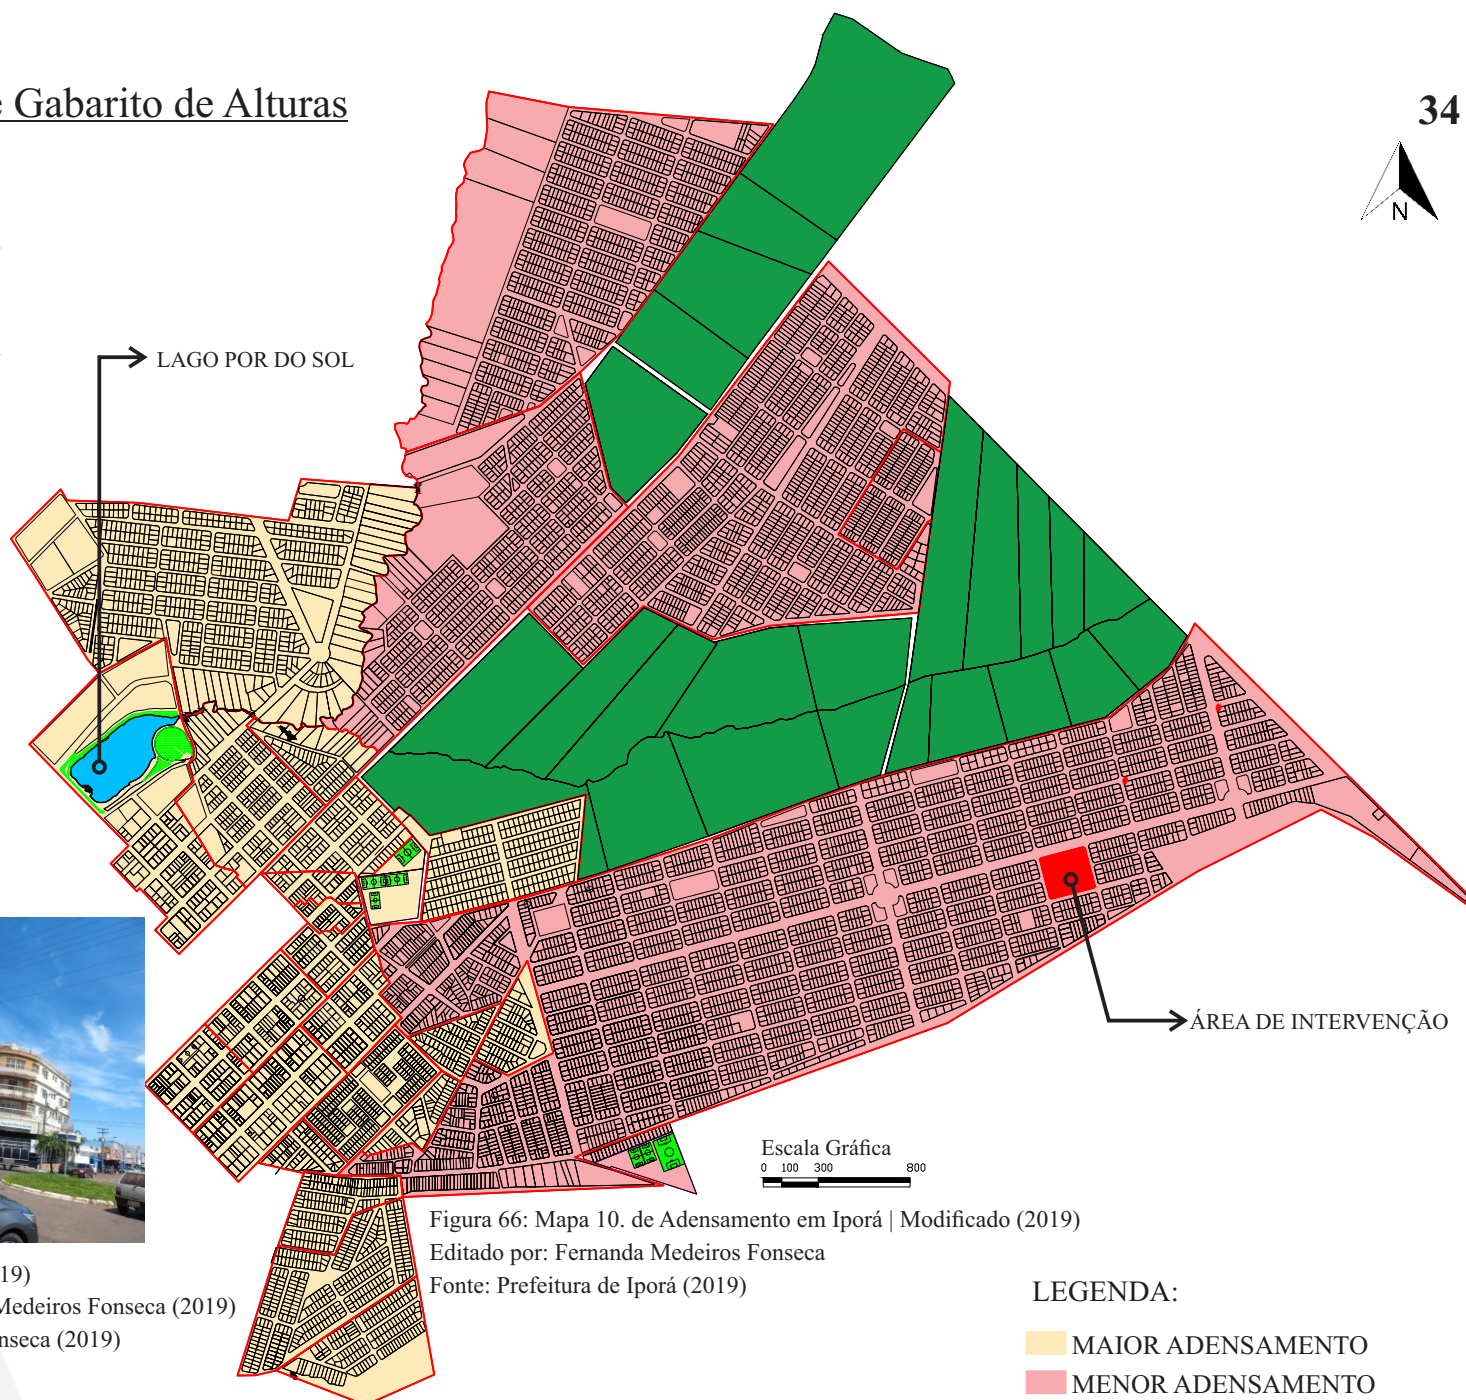 e Gabarito de Alturas
34
N
LAGO POR DO SOL
ÁREA DE INTERVENÇÃO
Escala Gráfica
0 100 300 800
Figura 66: Mapa 10. de Adensamento em Iporá | Modificado (2019)
Editado por: Fernanda Medeiros Fonseca
Fonte: Prefeitura de Iporá (2019)
19)
Medeiros Fonseca (2019)
nseca (2019)
LEGENDA:
MAIOR ADENSAMENTO
MENOR ADENSAMENTO